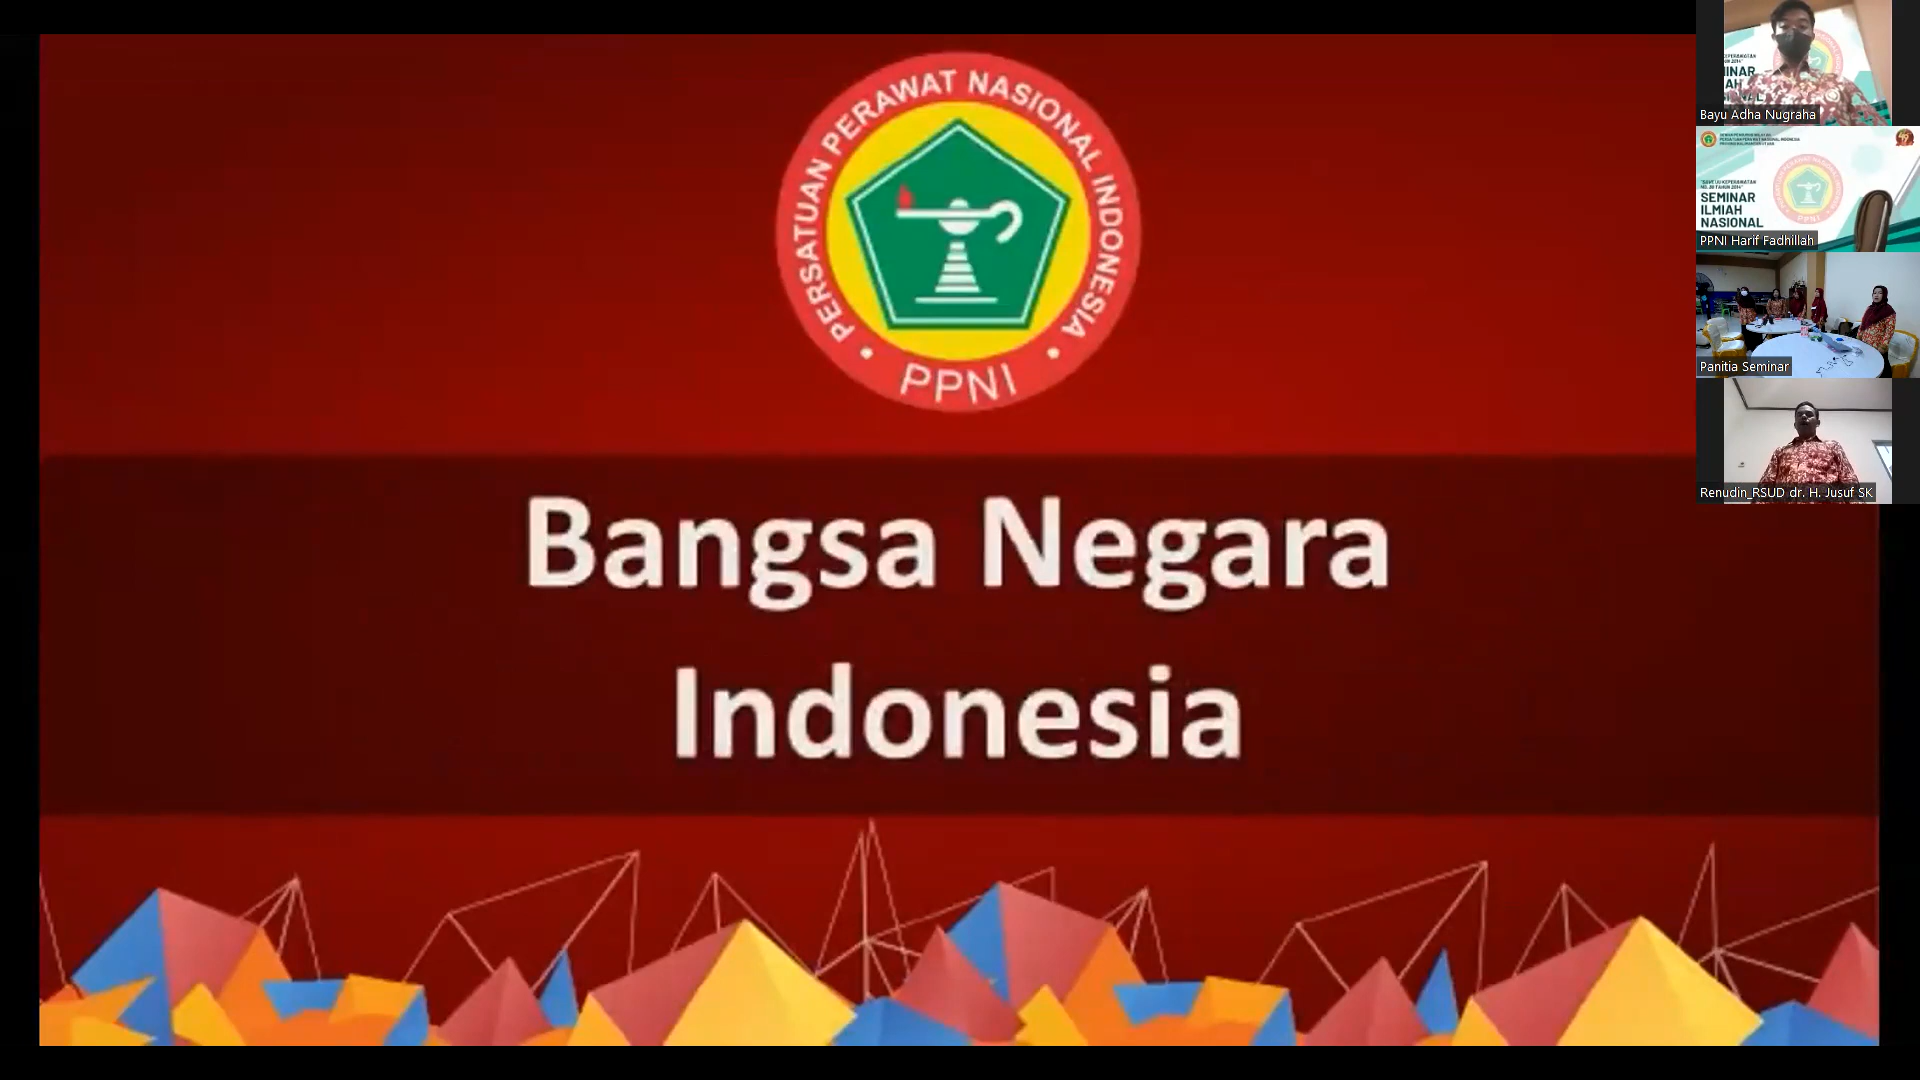 PERSATUAN PERAWAT NASIONAL INDONESIA
PPNI
Bangsa Negara
Indonesia
Bayu Adha Nugraha
SEMINAR
ILMIAH
NASIONAL
PPNI
PPNI Harif Fadhillah
Panitia Seminar
Renudin_RSUD dr. H. Jusuf SK